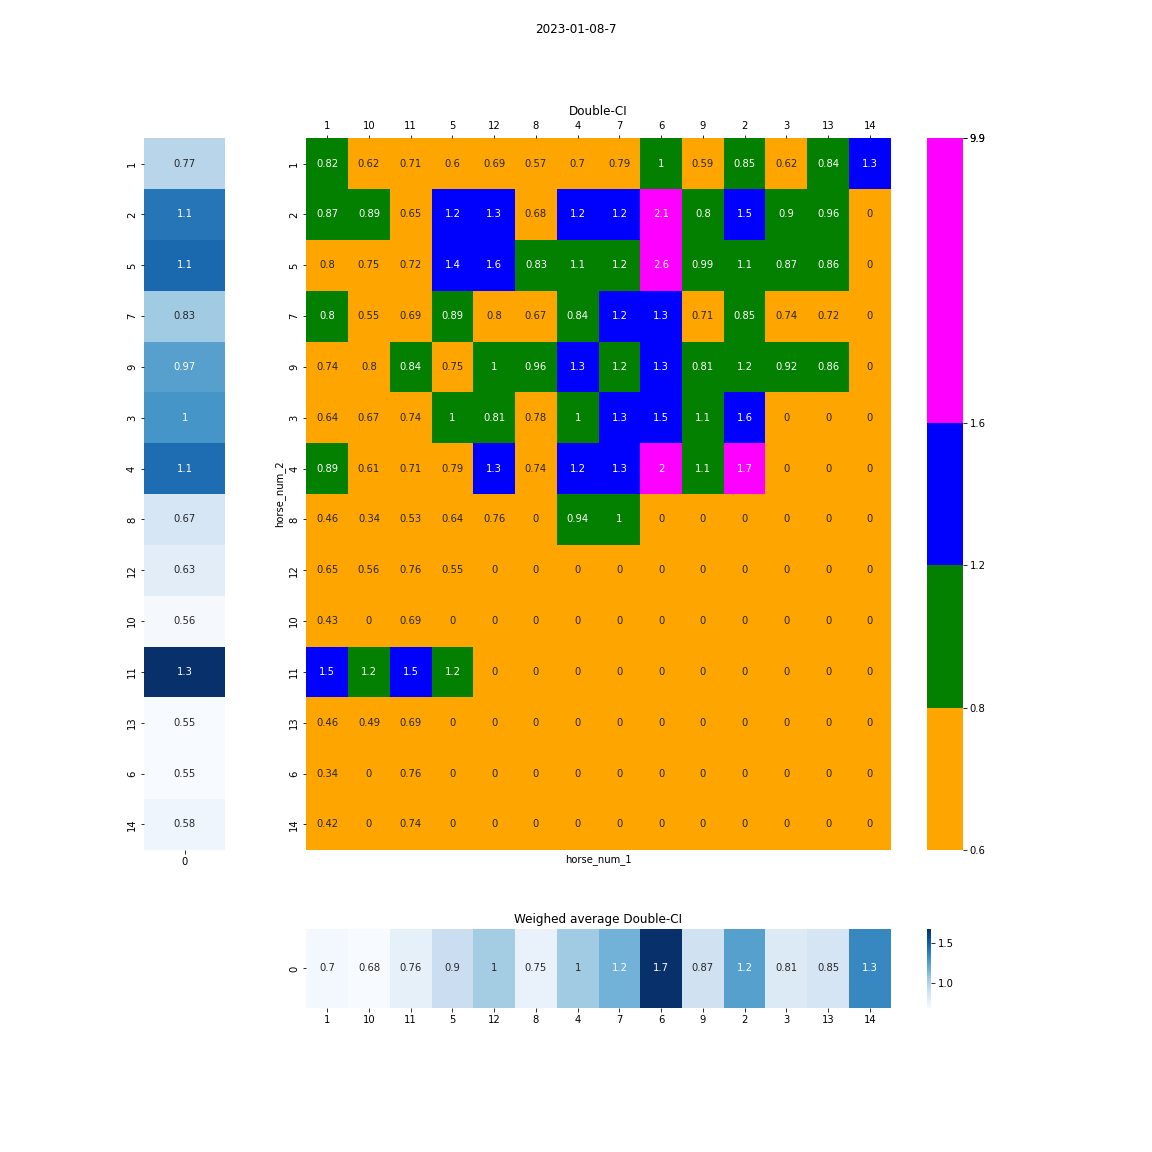 2023-01-08-7
Double-CI
1 10 11 5 12 8 4 7 6 9 2 3 13 14
1 0.77 1 0.82 0.62 0.71 0.6 0.69 0.57 0.7 0.79 1 0.59 0.85 0.62 0.84 1.3 9.9
2 1.1 2 0.87 0.89 0.65 1.2 1.3 0.68 1.2 1.2 2.1 0.8 1.5 0.9 0.96 0
5 1.1 5 0.8 0.75 0.72 1.4 1.6 0.83 1.1 1.2 2.6 0.99 1.1 0.87 0.86 0
7 0.83 7 0.8 0.55 0.69 0.89 0.8 0.67 0.84 1.2 1.3 0.71 0.85 0.74 0.72 0
9 0.97 9 0.74 0.8 0.84 0.75 1 0.96 1.3 1.2 1.3 0.81 1.2 0.92 0.86 0
3 1 3 0.64 0.67 0.74 1 0.81 0.78 1 1.3 1.5 1.1 1.6 0 0 0 1.6
4 1.1 4 0.89 0.61 0.71 0.79 1.3 0.74 1.2 1.3 2 1.1 1.7 0 0 0
horse_num_2
8 0.67 8 0.46 0.34 0.53 0.64 0.76 0 0.94 1 0 0 0 0 0 0
12 0.63 12 0.65 0.56 0.76 0.55 0 0 0 0 0 0 0 0 0 0 1.2
10 0.56 10 0.43 0 0.69 0 0 0 0 0 0 0 0 0 0 0
11 1.3 11 1.5 1.2 1.5 1.2 0 0 0 0 0 0 0 0 0 0
13 0.55 13 0.46 0.49 0.69 0 0 0 0 0 0 0 0 0 0 0 0.8
6 0.55 6 0.34 0 0.76 0 0 0 0 0 0 0 0 0 0 0
14 0.58 14 0.42 0 0.74 0 0 0 0 0 0 0 0 0 0 0
0.6
0 horse_num_1
Weighed average Double-CI
0 0.7 0.68 0.76 0.9 1 0.75 1 1.2 1.7 0.87 1.2 0.81 0.85 1.3
1.5
1.0
1 10 11 5 12 8 4 7 6 9 2 3 13 14